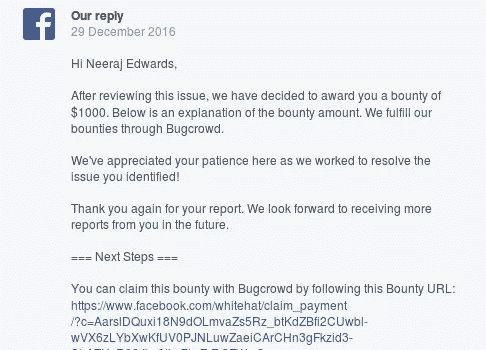 Our reply
29 December 2016
Hi Neeraj Edwards,
After reviewing this issue, we have decided to award you a bounty of
$1000. Below is an explanation of the bounty amount. We fulfill our
bounties through Bugcrowd.
We've appreciated your patience here as we worked to resolve the
issue you identified!
Thank you again for your report. We look forward to receiving more
reports from you in the future.
=== Next Steps ===
You can claim this bounty with Bugcrowd by following this Bounty URL:
https://www.facebook.com/whitehat/claim_payment
/?c=AarslDQuxi18N9dOLmvaZs5Rz_btKdZBfi2CUwbl-
wVX6zLYbXwKfUV0PJNLuwZaeiCArCHn3gFkzid3-